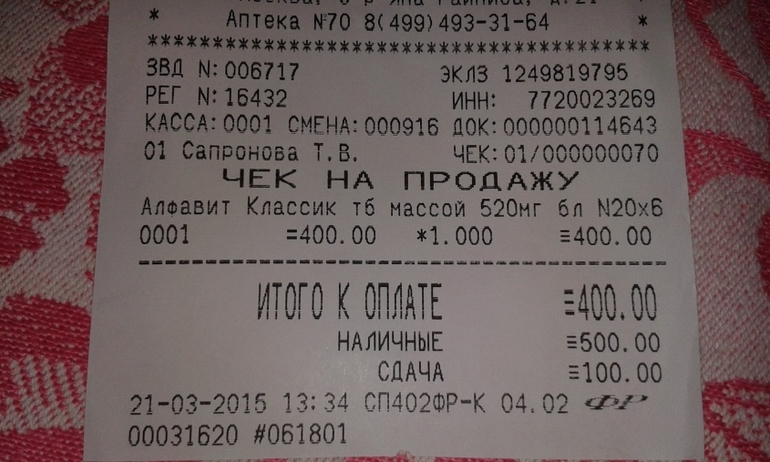 * Аптека N70 8(499)493-31-64 *
****************************************
ЗВД N:006717 ЭКЛЗ 1249819795
РЕГ N:16432 ИНН: 7720023269
КАССА:0001 СМЕНА:000916 ДОК:000000114643
01 Сапронова Т.В. ЧЕК:01/000000070
ЧЕК НА ПРОДАЖУ
Алфавит Классик тб массой 520мг бл N20x6
0001 =400.00 *1.000 ≡400.00
----------------------------------------
ИТОГО К ОПЛАТЕ ≡400.00
НАЛИЧНЫЕ ≡500.00
СДАЧА ≡100.00
21-03-2015 13:34 СП402ФР-К 04.02 ФР
00031620 #061801